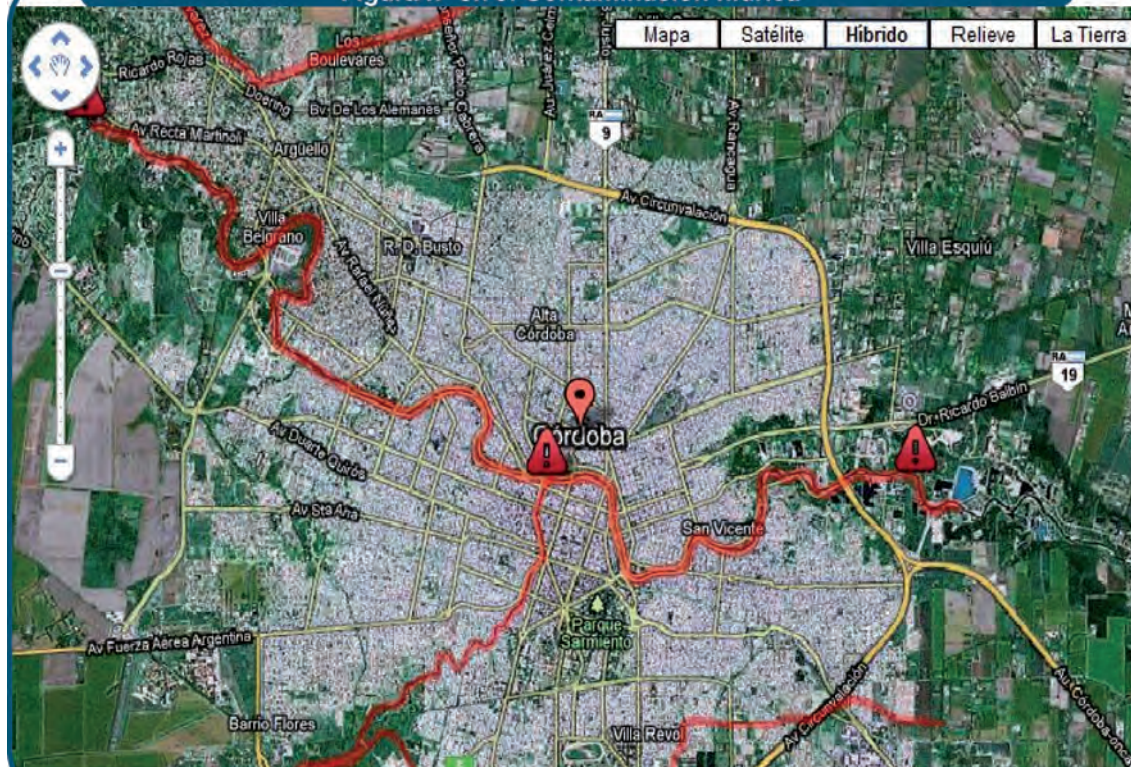 Mapa
Satélite
Híbrido
Relieve
La Tierra
Los
Boulevares
Ricardo Rojas
Doering
Bv. De Los Alemanes
Av Recta Martinoli
Argüello
RA
9
Av Rancagua
Av Circunvalación
Villa
Belgrano
R. D. Busto
Av Rafael Núñez
Villa Esquiú
Alta
Córdoba
RA
19
Dr. Ricardo Balbín
Córdoba
Av Duarte Quirós
Av Sta Ana
San Vicente
Parque
Sarmiento
Av Fuerza Aérea Argentina
Barrio Flores
Villa Revol
Av Circunvalación